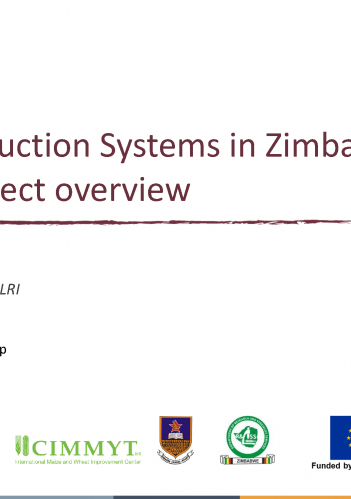 uction Systems in Zimba
ect overview
LRI
p
CIMMYT
International Maize and Wheat Improvement Center
ZIMBABWE
Funded by